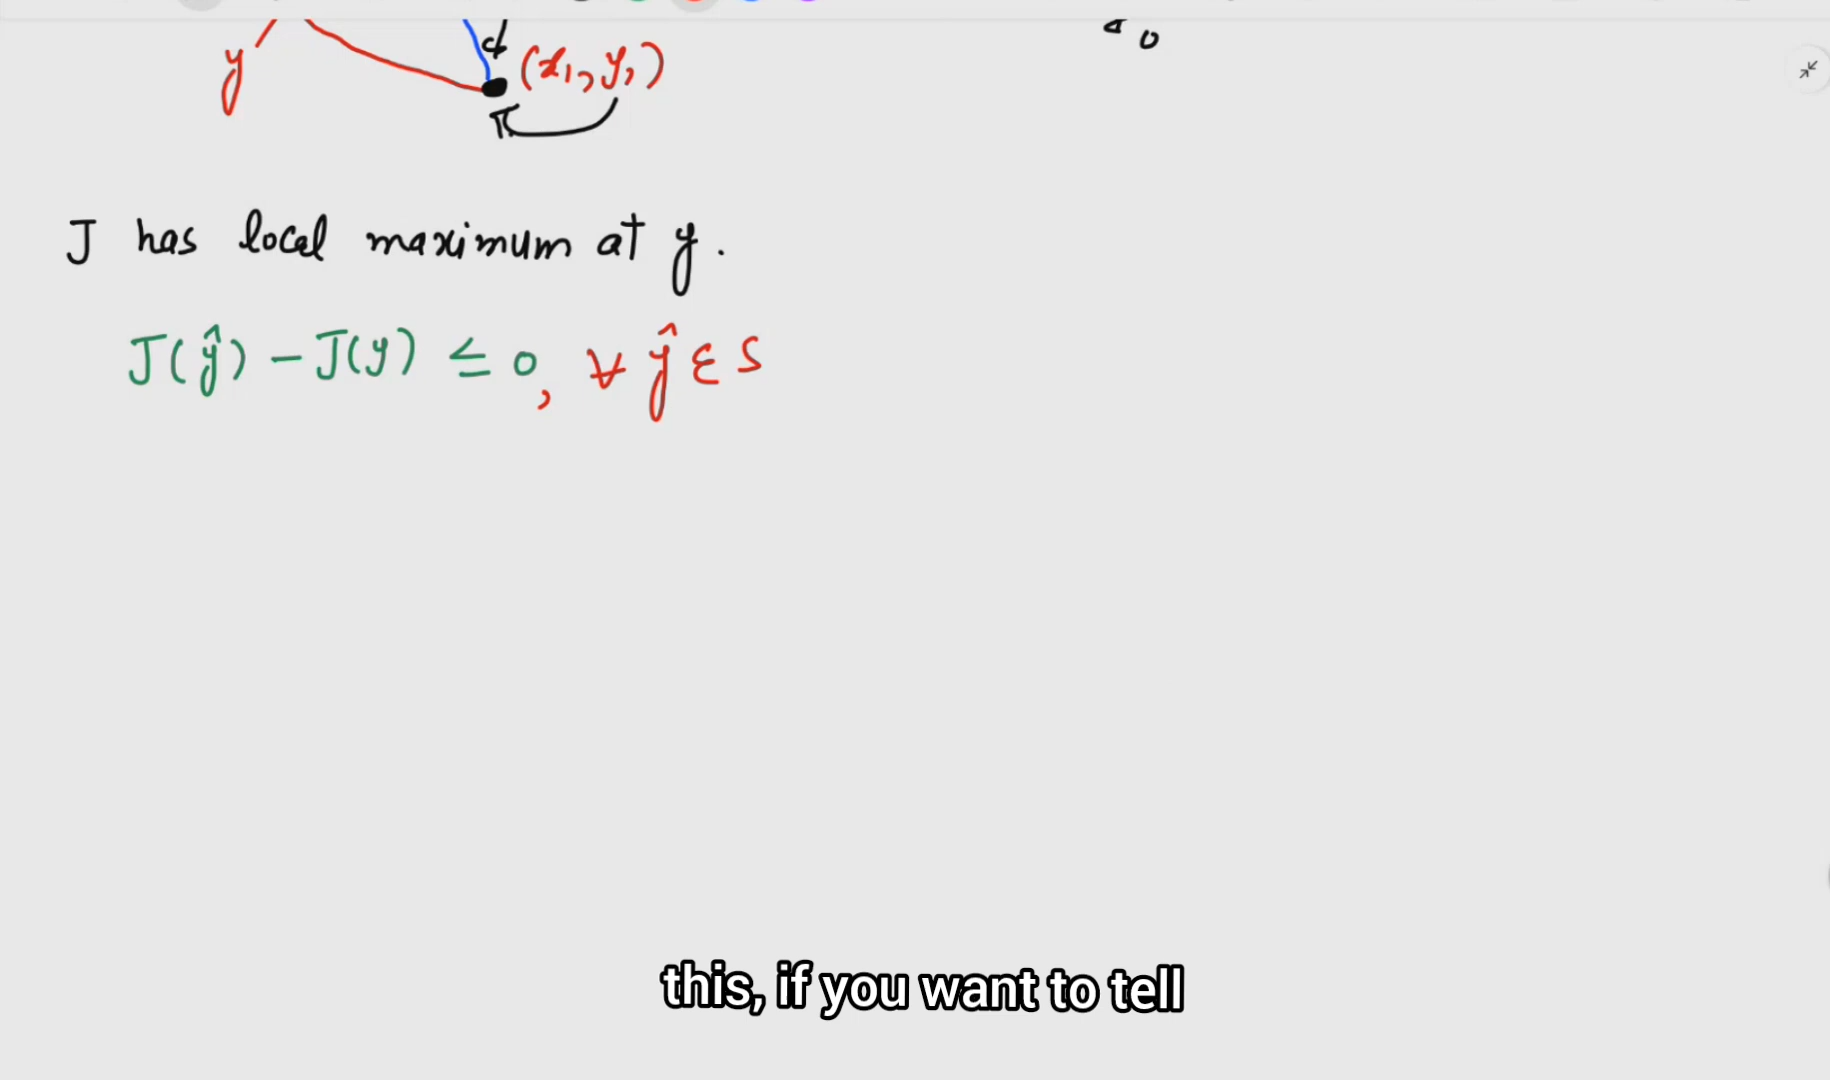 y (x₁, y₁)
J has local maximum at y.
J(ŷ) - J(y) ≤ 0, ∀ ŷ ∈ S
this, if you want to tell